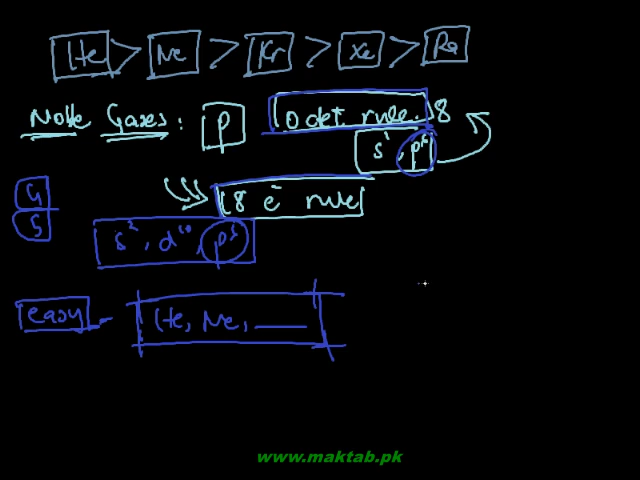 He > Ne > Kr > Xe > Ra
Noble Gases : P Octet rule. 8
s², p⁶
18 e⁻ rule
4
5
s², d¹⁰, p⁶
easy - He, Ne, ___
www.maktab.pk